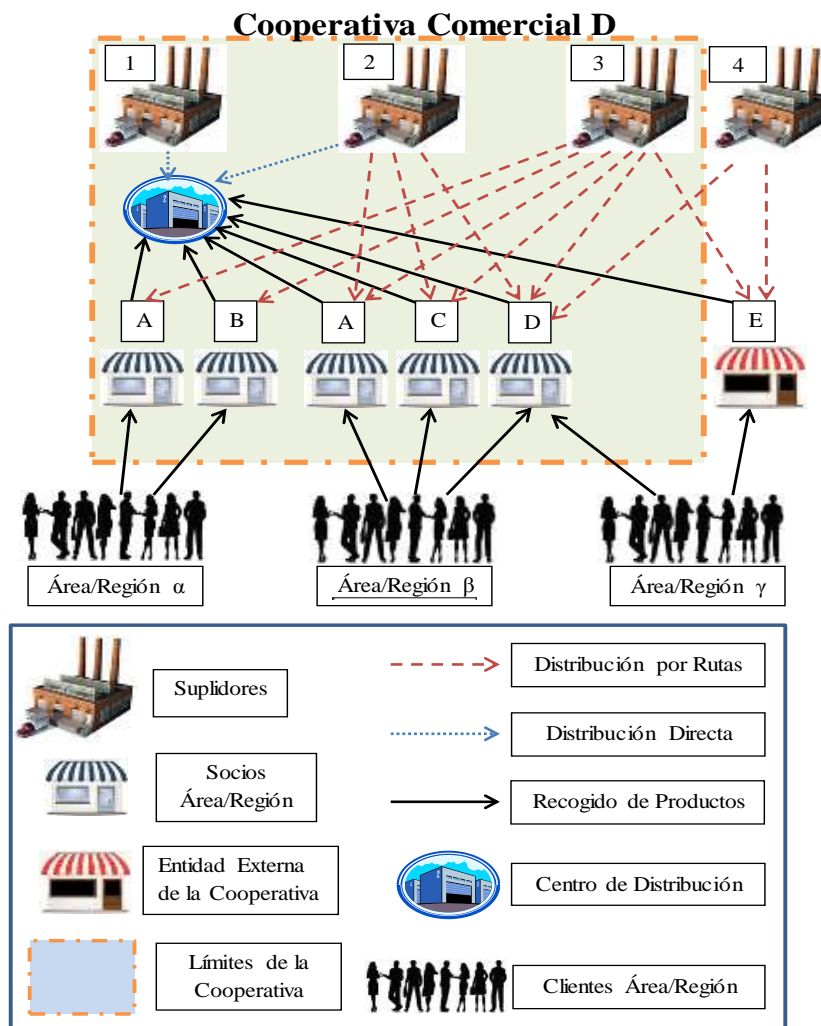 Cooperativa Comercial D
1
2
3
4
A
B
A
C
D
E
Área/Región α
Área/Región β
Área/Región γ
Suplidores
Distribución por Rutas
Distribución Directa
Socios
Área/Región
Recogido de Productos
Entidad Externa
de la Cooperativa
2
Centro de Distribución
Límites de la
Cooperativa
Clientes Área/Región